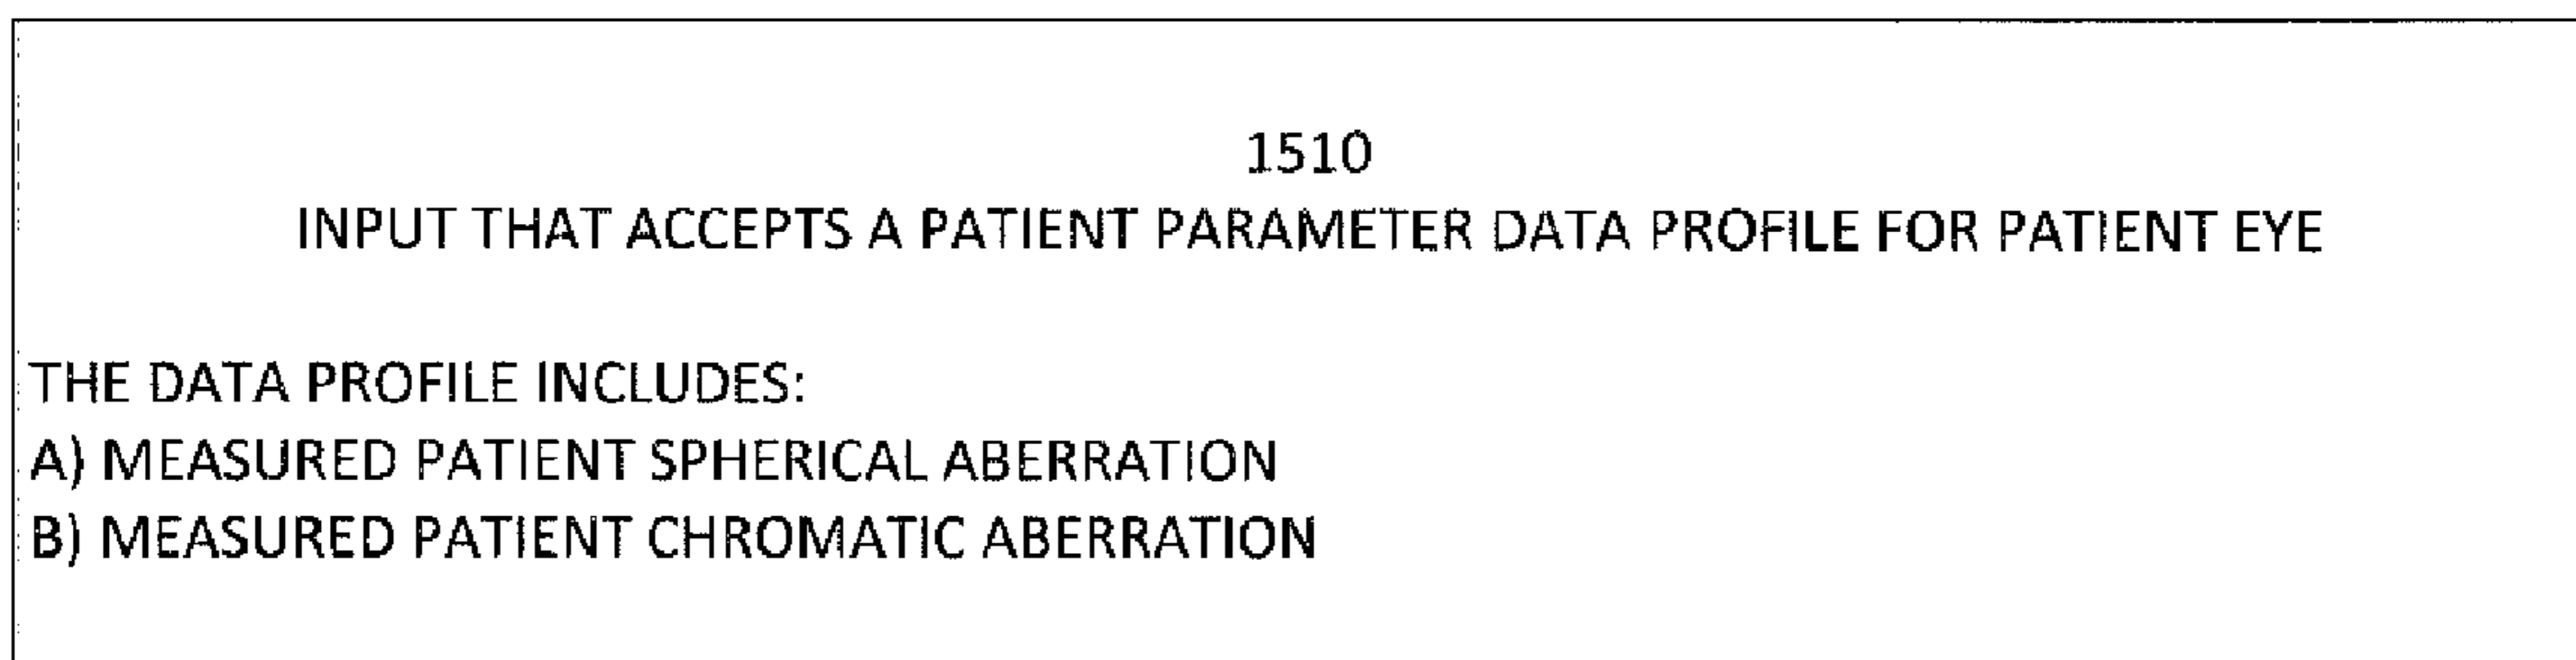 1510
INPUT THAT ACCEPTS A PATIENT PARAMETER DATA PROFILE FOR PATIENT EYE
THE DATA PROFILE INCLUDES:
A) MEASURED PATIENT SPHERICAL ABERRATION
B) MEASURED PATIENT CHROMATIC ABERRATION